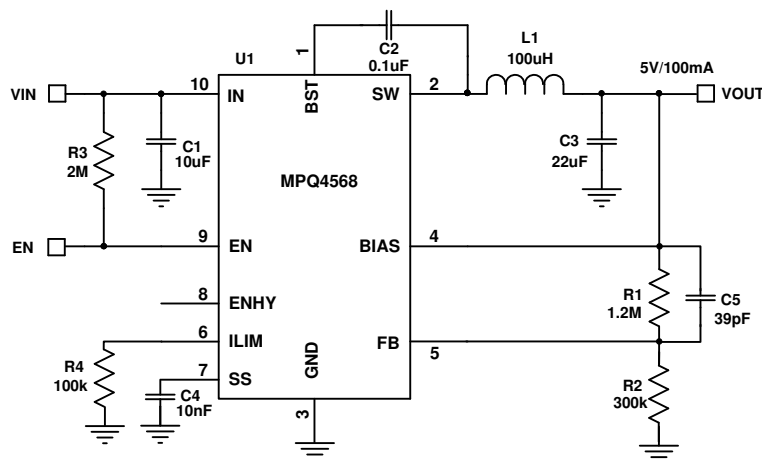 U1
1
C2
0.1uF
L1
100uH
5V/100mA
VIN
10
IN
BST
SW
2
VOUT
R3
2M
C1
10uF
C3
22uF
MPQ4568
EN
9
EN
BIAS
4
8
ENHY
R1
1.2M
C5
39pF
6
ILIM
FB
5
R4
100k
7
SS
GND
C4
10nF
3
R2
300k